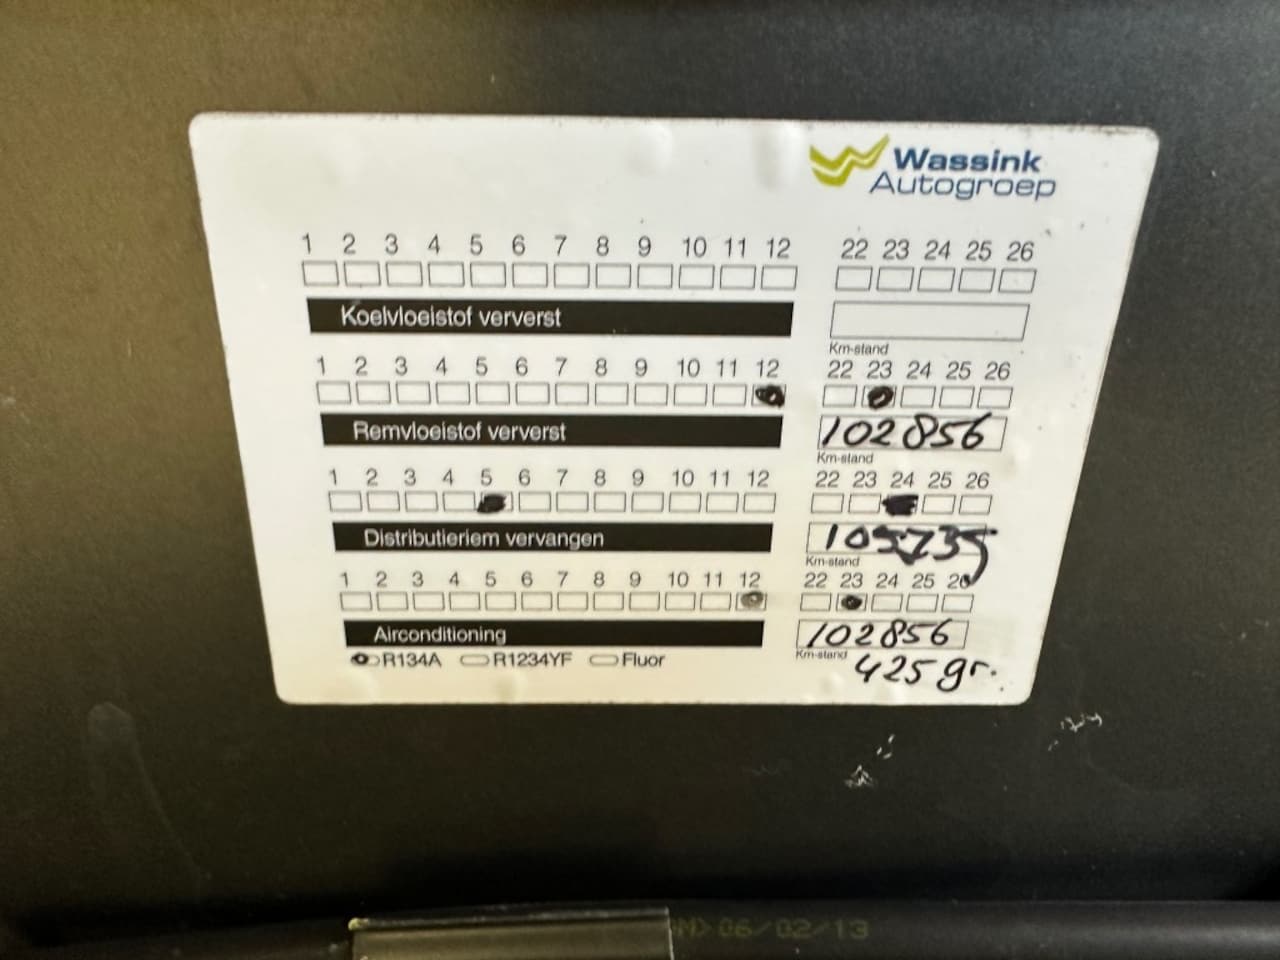 Wassink
Autogroep
1 2 3 4 5 6 7 8 9 10 11 12 22 23 24 25 26
Koelvloeistof ververst
Km-stand
1 2 3 4 5 6 7 8 9 10 11 12 22 23 24 25 26
Remvloeistof ververst 102856
Km-stand
1 2 3 4 5 6 7 8 9 10 11 12 22 23 24 25 26
Distributieriem vervangen 105735
Km-stand
1 2 3 4 5 6 7 8 9 10 11 12 22 23 24 25 26
Airconditioning 102856
Km-stand
R134A R1234YF Fluor 425 gr.
06/02/13